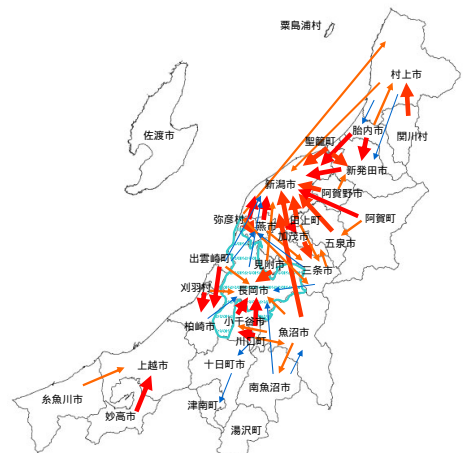 粟島浦村
村上市
佐渡市
胎内市
関川村
聖籠町
新発田市
新潟市
阿賀野市
弥彦村
燕市
田上町
阿賀町
加茂市
五泉市
出雲崎町
見附市
三条市
刈羽村
長岡市
柏崎市
小千谷市
川口町
魚沼市
上越市
十日町市
糸魚川市
南魚沼市
妙高市
津南町
湯沢町